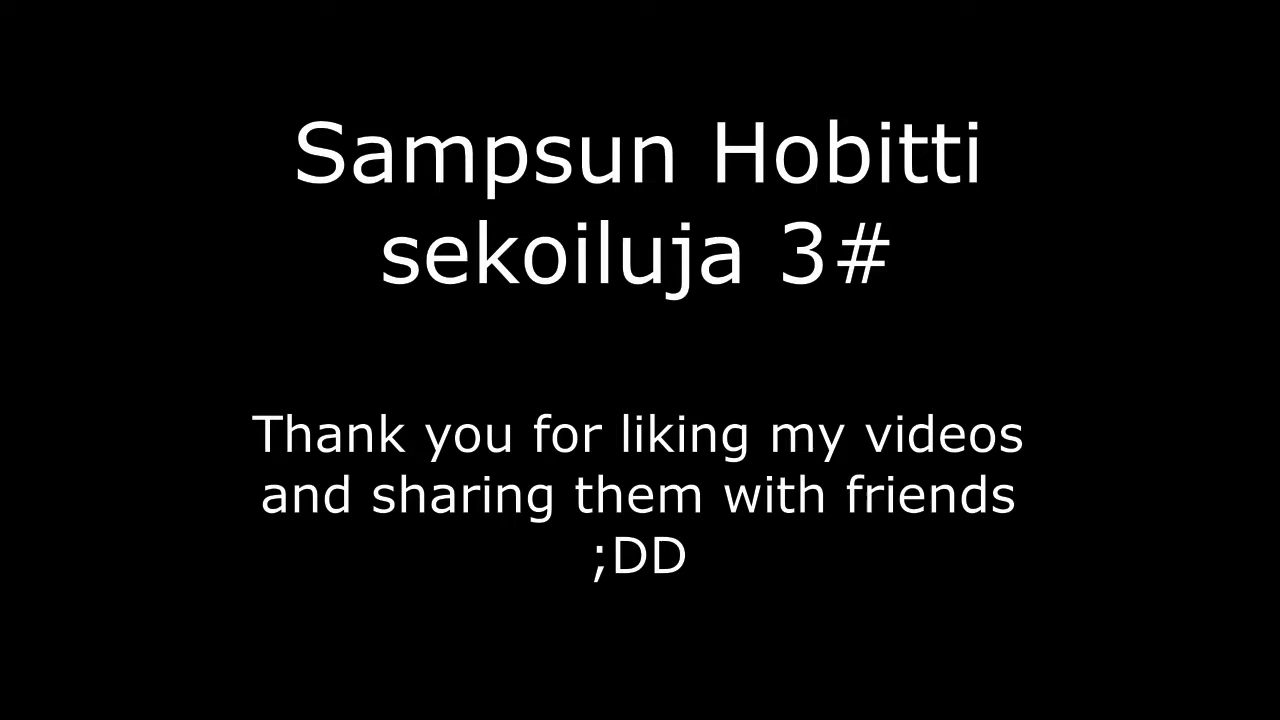 Sampsun Hobitti
sekoiluja 3#
Thank you for liking my videos
and sharing them with friends
;DD